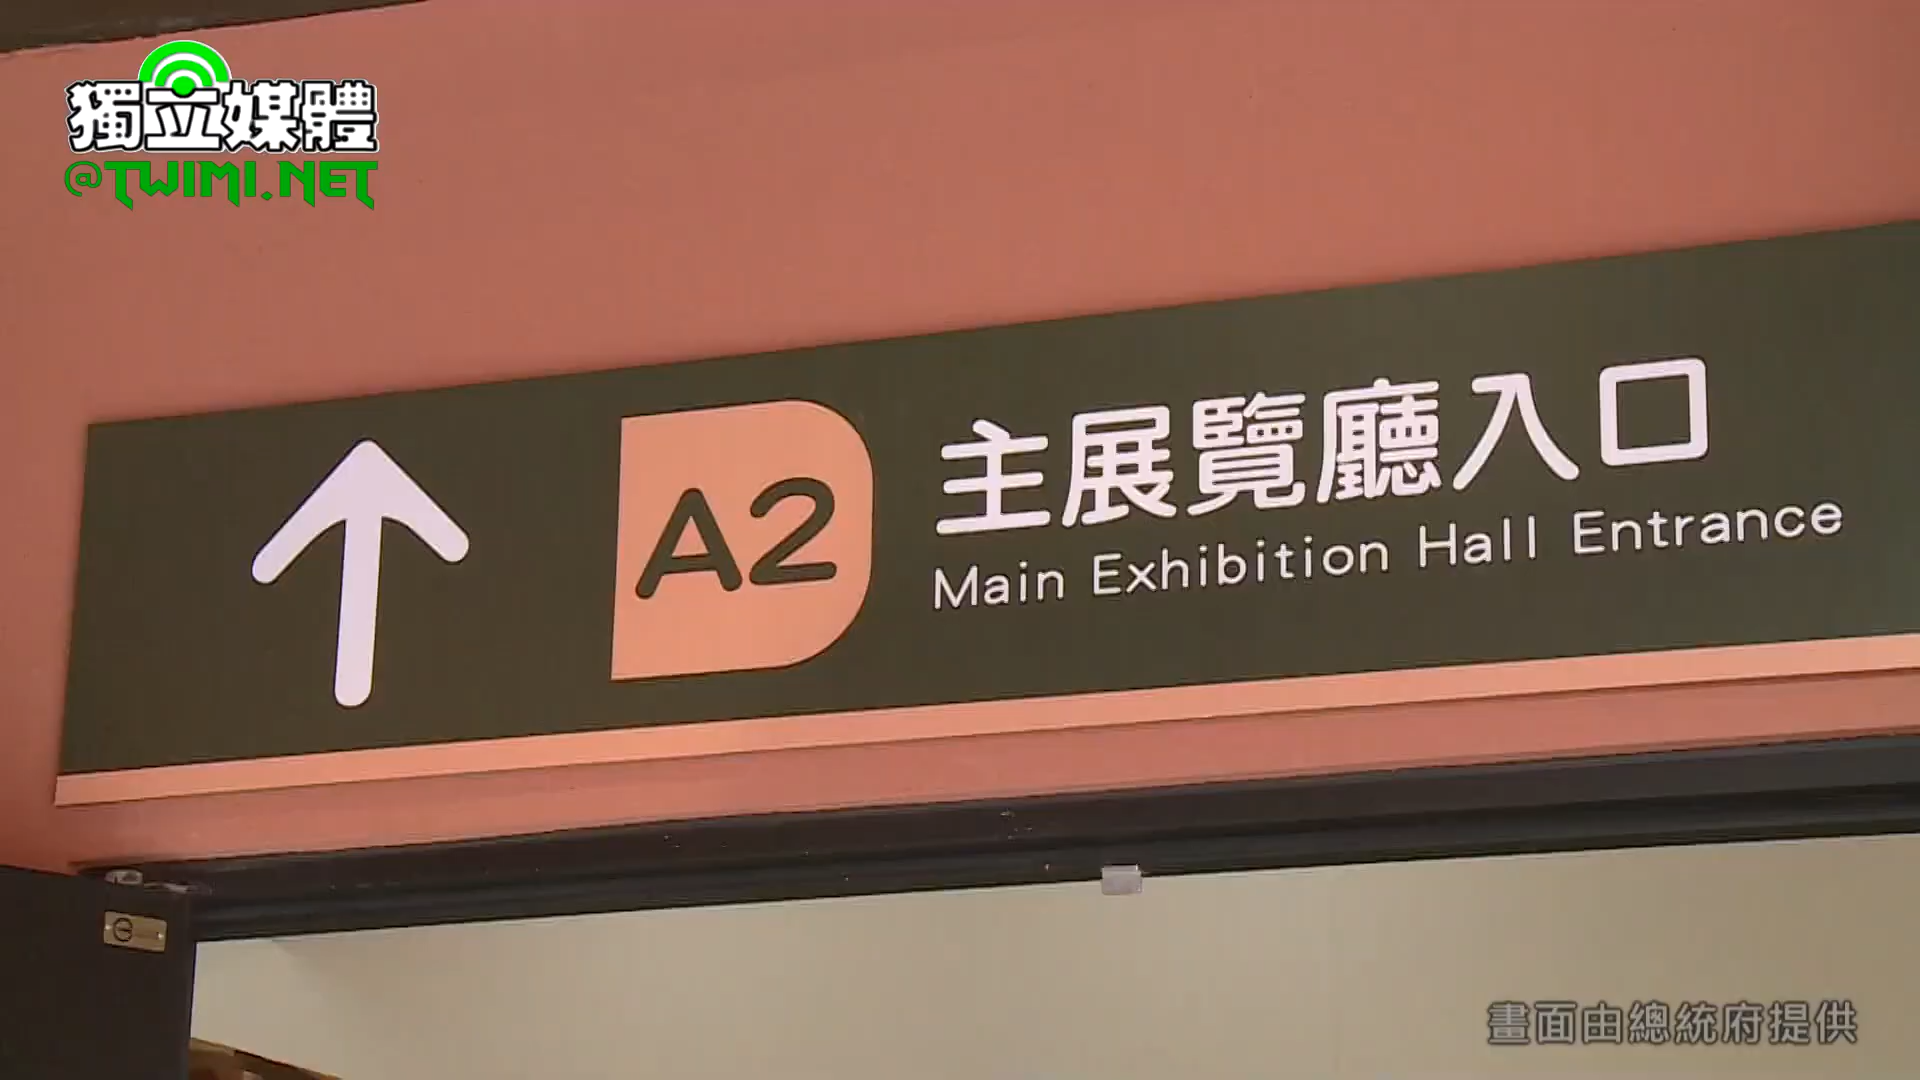 獨立媒體
@TWIMI.NET
A2
主展覽廳入口
Main Exhibition Hall Entrance
畫面由總統府提供